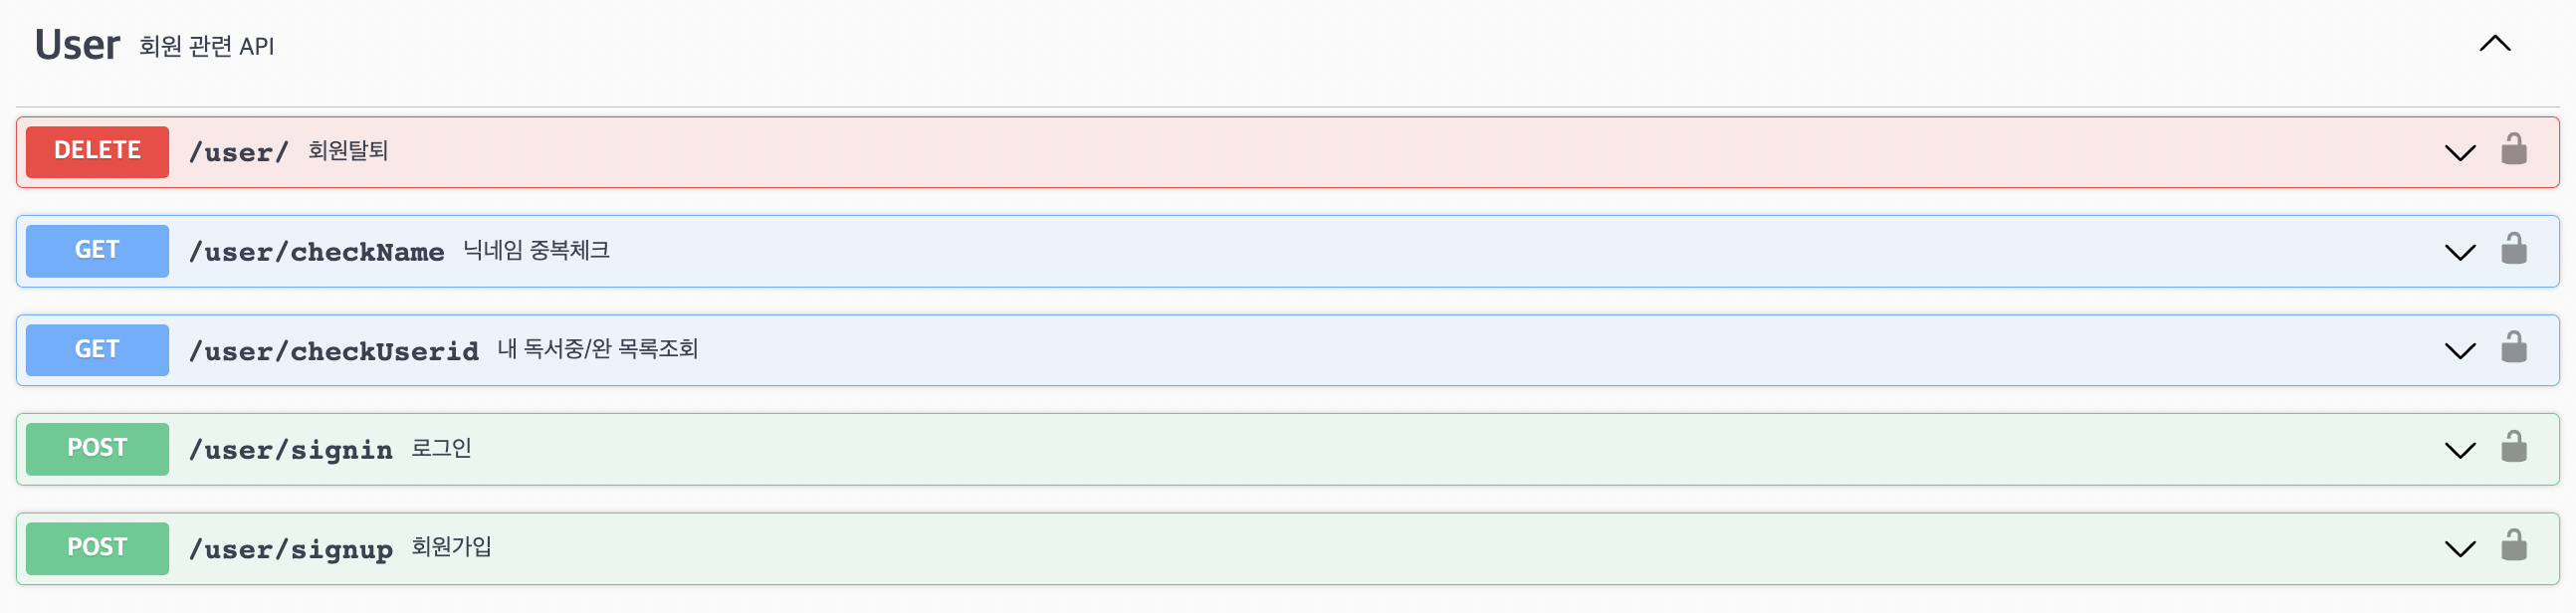 User 회원 관련 API
DELETE /user/ 회원탈퇴
GET /user/checkName 닉네임 중복체크
GET /user/checkUserid 내 독서중/완 목록조회
POST /user/signin 로그인
POST /user/signup 회원가입